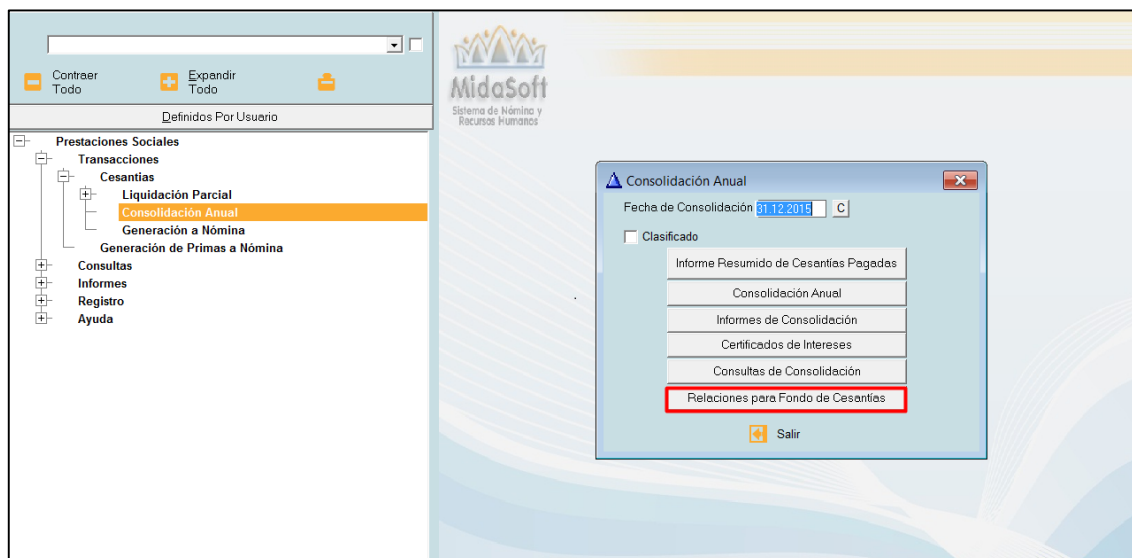 Contraer
Todo
Expandir
Todo
Definidos Por Usuario
Prestaciones Sociales
Transacciones
Cesantias
Liquidación Parcial
Consolidación Anual
Generación a Nómina
Generación de Primas a Nómina
Consultas
Informes
Registro
Ayuda
MidaSoft
Sistema de Nómina y
Recursos Humanos
Consolidación Anual
Fecha de Consolidación 31.12.2015 C
Clasificado
Informe Resumido de Cesantías Pagadas
Consolidación Anual
Informes de Consolidación
Certificados de Intereses
Consultas de Consolidación
Relaciones para Fondo de Cesantías
Salir